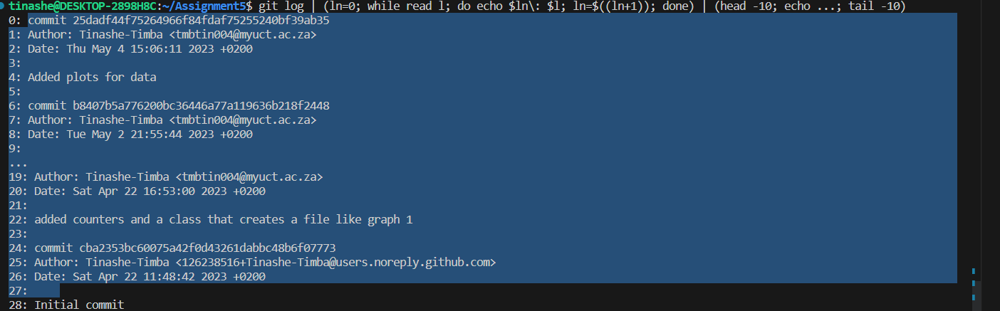 tinashe@DESKTOP-2898H8C:~/Assignment5$ git log | (ln=0; while read l; do echo $ln\: $l; ln=$((ln+1)); done) | (head -10; echo ...; tail -10)
0: commit 25dadf44f75264966f84fdaf75255240bf39ab35
1: Author: Tinashe-Timba <tmbtin004@myuct.ac.za>
2: Date: Thu May 4 15:06:11 2023 +0200
3:
4: Added plots for data
5:
6: commit b8407b5a776200bc36446a77a119636b218f2448
7: Author: Tinashe-Timba <tmbtin004@myuct.ac.za>
8: Date: Tue May 2 21:55:44 2023 +0200
9:
...
19: Author: Tinashe-Timba <tmbtin004@myuct.ac.za>
20: Date: Sat Apr 22 16:53:00 2023 +0200
21:
22: added counters and a class that creates a file like graph 1
23:
24: commit cba2353bc60075a42f0d43261dabbc48b6f07773
25: Author: Tinashe-Timba <126238516+Tinashe-Timba@users.noreply.github.com>
26: Date: Sat Apr 22 11:48:42 2023 +0200
27:
28: Initial commit